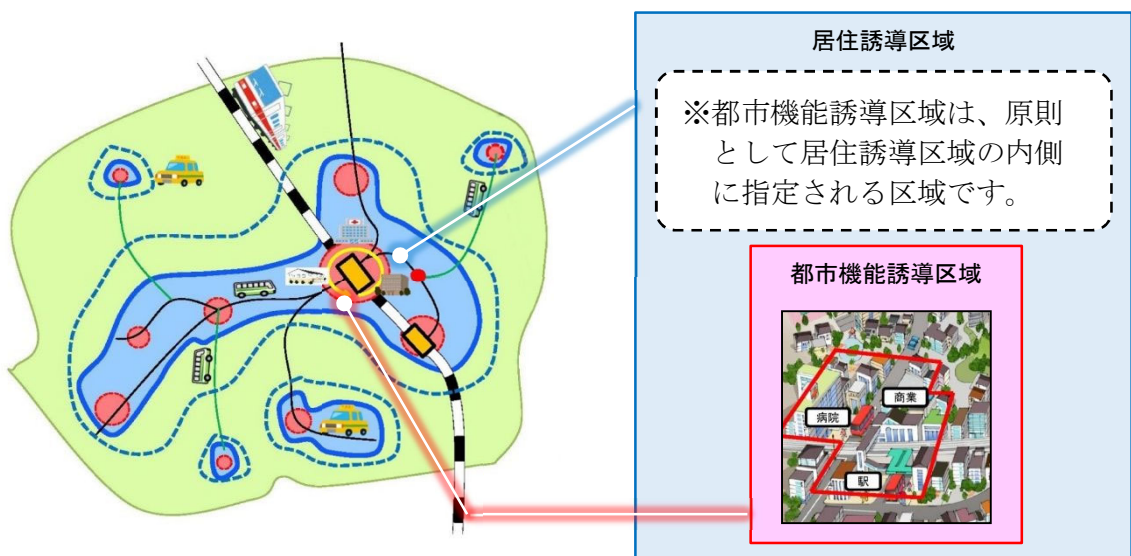 居住誘導区域
※都市機能誘導区域は、原則
として居住誘導区域の内側
に指定される区域です。
都市機能誘導区域
商業
病院
駅